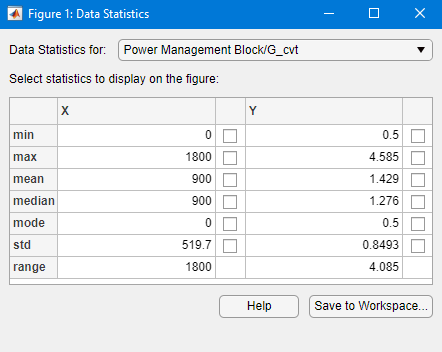 Figure 1: Data Statistics
Data Statistics for: Power Management Block/G_cvt
Select statistics to display on the figure:
X Y
min 0 0.5
max 1800 4.585
mean 900 1.429
median 900 1.276
mode 0 0.5
std 519.7 0.8493
range 1800 4.085
Help Save to Workspace...